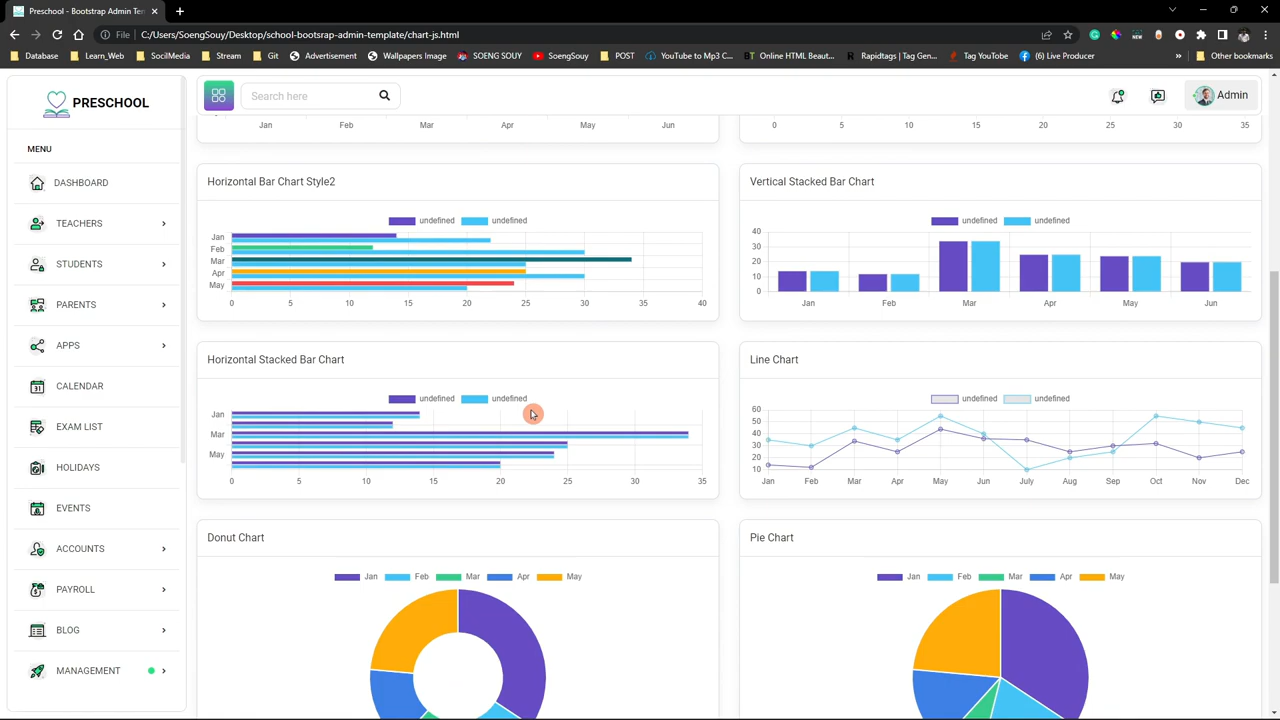 Preschool - Bootsrap Admin Ten
File
C:/Users/SoengSouy/Desktop/school-bootsrap-admin-template/chart-js.html
Database Learn_Web SocilMedia Stream Git Advertisement Wallpapers Image SOENG SOUY SoengSouy POST YouTube to Mp3 C... BT Online HTML Beaut... R Rapidtags | Tag Gen... Tag YouTube (6) Live Producer » Other bookmarks
PRESCHOOL
Search here
Admin
MENU
DASHBOARD
TEACHERS
STUDENTS
PARENTS
APPS
31 CALENDAR
EXAM LIST
HOLIDAYS
EVENTS
ACCOUNTS
PAYROLL
BLOG
MANAGEMENT
Jan Feb Mar Apr May Jun
0 5 10 15 20 25 30 35
Horizontal Bar Chart Style2
undefined undefined
Jan
Feb
Mar
Apr
May
0 5 10 15 20 25 30 35 40
Vertical Stacked Bar Chart
undefined undefined
40
30
20
10
0
Jan Feb Mar Apr May Jun
Horizontal Stacked Bar Chart
undefined undefined
Jan
Mar
May
0 5 10 15 20 25 30 35
Line Chart
undefined undefined
60
50
40
30
20
10
Jan Feb Mar Apr May Jun July Aug Sep Oct Nov Dec
Donut Chart
Jan Feb Mar Apr May
Pie Chart
Jan Feb Mar Apr May